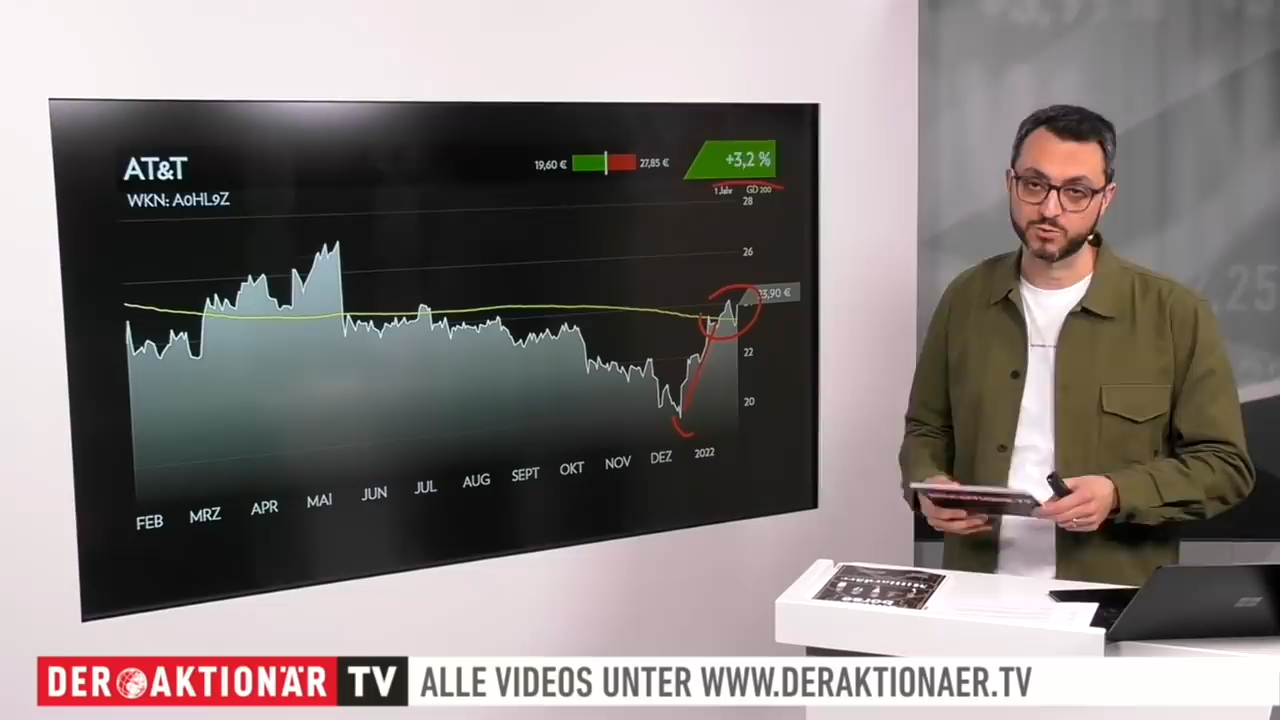 AT&T
WKN: A0HL9Z
19,60 €
27,85 €
+3,2 %
1 Jahr GD 200
28
26
3,90 €
22
20
FEB MRZ APR MAI JUN JUL AUG SEPT OKT NOV DEZ 2022
DER AKTIONÄR TV
ALLE VIDEOS UNTER WWW.DERAKTIONAER.TV